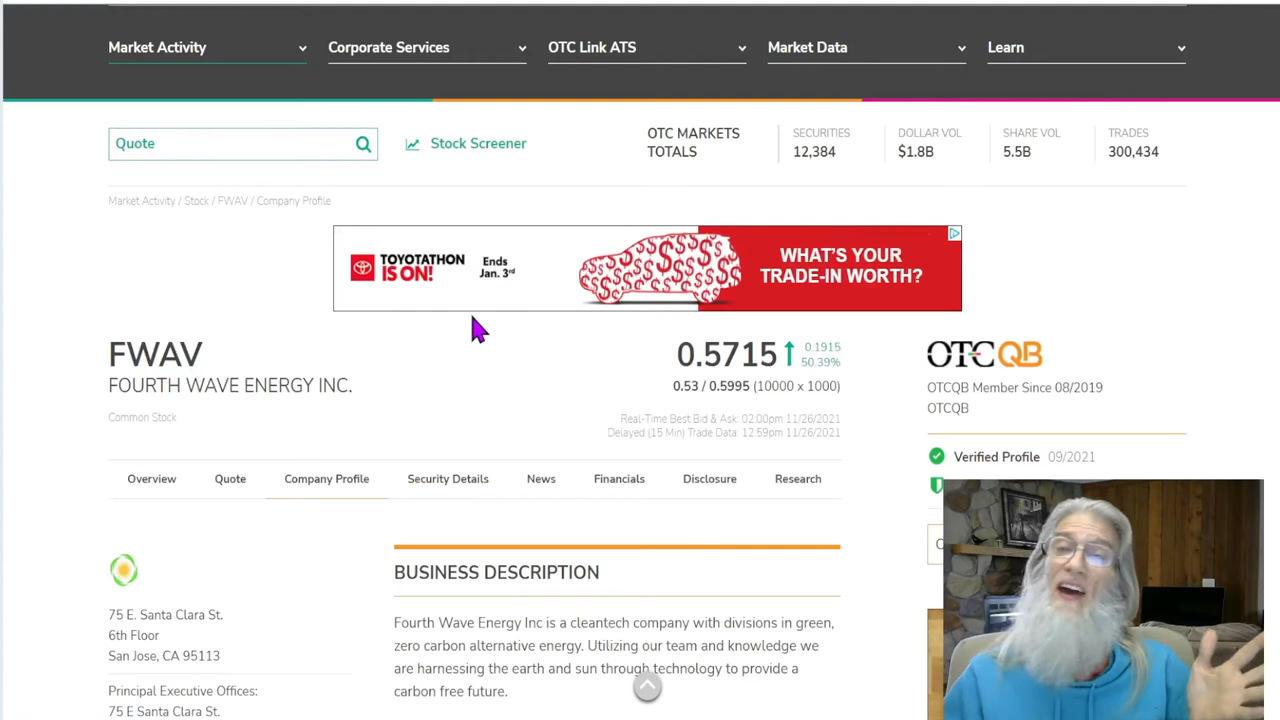 Market Activity
Corporate Services
OTC Link ATS
Market Data
Learn
Quote
Stock Screener
OTC MARKETS
TOTALS
SECURITIES
12,384
DOLLAR VOL
$1.8B
SHARE VOL
5.5B
TRADES
300,434
Market Activity / Stock / FWAV / Company Profile
TOYOTATHON
IS ON!
Ends
Jan. 3rd
WHAT'S YOUR
TRADE-IN WORTH?
FWAV
FOURTH WAVE ENERGY INC.
Common Stock
0.5715
0.1915
50.39%
0.53 / 0.5995 (10000 x 1000)
Real-Time Best Bid & Ask: 02:00pm 11/26/2021
Delayed (15 Min) Trade Data: 12:59pm 11/26/2021
OTCQB
OTCQB Member Since 08/2019
OTCQB
Verified Profile 09/2021
Overview
Quote
Company Profile
Security Details
News
Financials
Disclosure
Research
75 E. Santa Clara St.
6th Floor
San Jose, CA 95113
Principal Executive Offices:
75 E Santa Clara St.
BUSINESS DESCRIPTION
Fourth Wave Energy Inc is a cleantech company with divisions in green,
zero carbon alternative energy. Utilizing our team and knowledge we
are harnessing the earth and sun through technology to provide a
carbon free future.